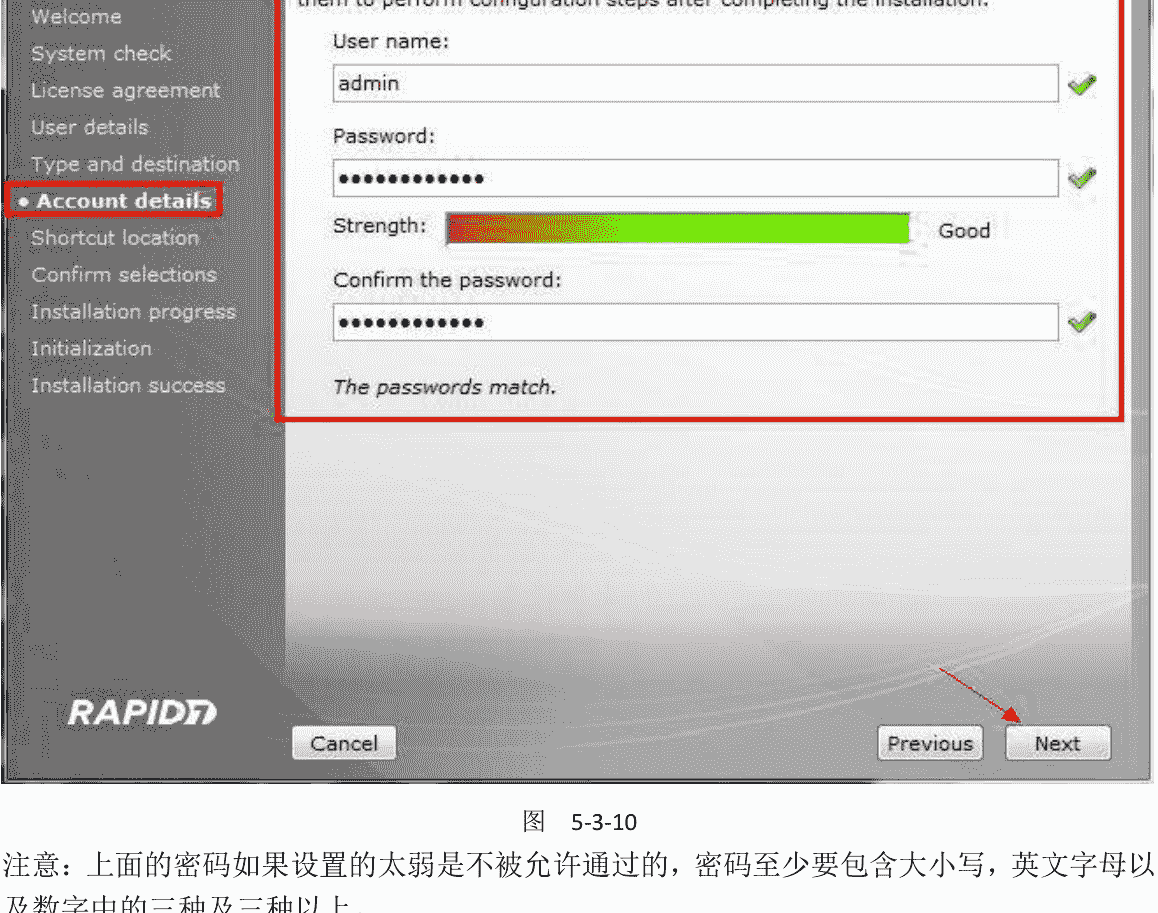 them to perform configuration steps after completing the installation.
Welcome
System check
License agreement
User details
Type and destination
• Account details
Shortcut location
Confirm selections
Installation progress
Initialization
Installation success
User name:
admin
Password:
••••••••••••
Strength:
Good
Confirm the password:
••••••••••••
The passwords match.
RAPID7
Cancel
Previous
Next
图 5-3-10
注意：上面的密码如果设置的太弱是不被允许通过的，密码至少要包含大小写，英文字母以
及数字中的三种及三种以上。